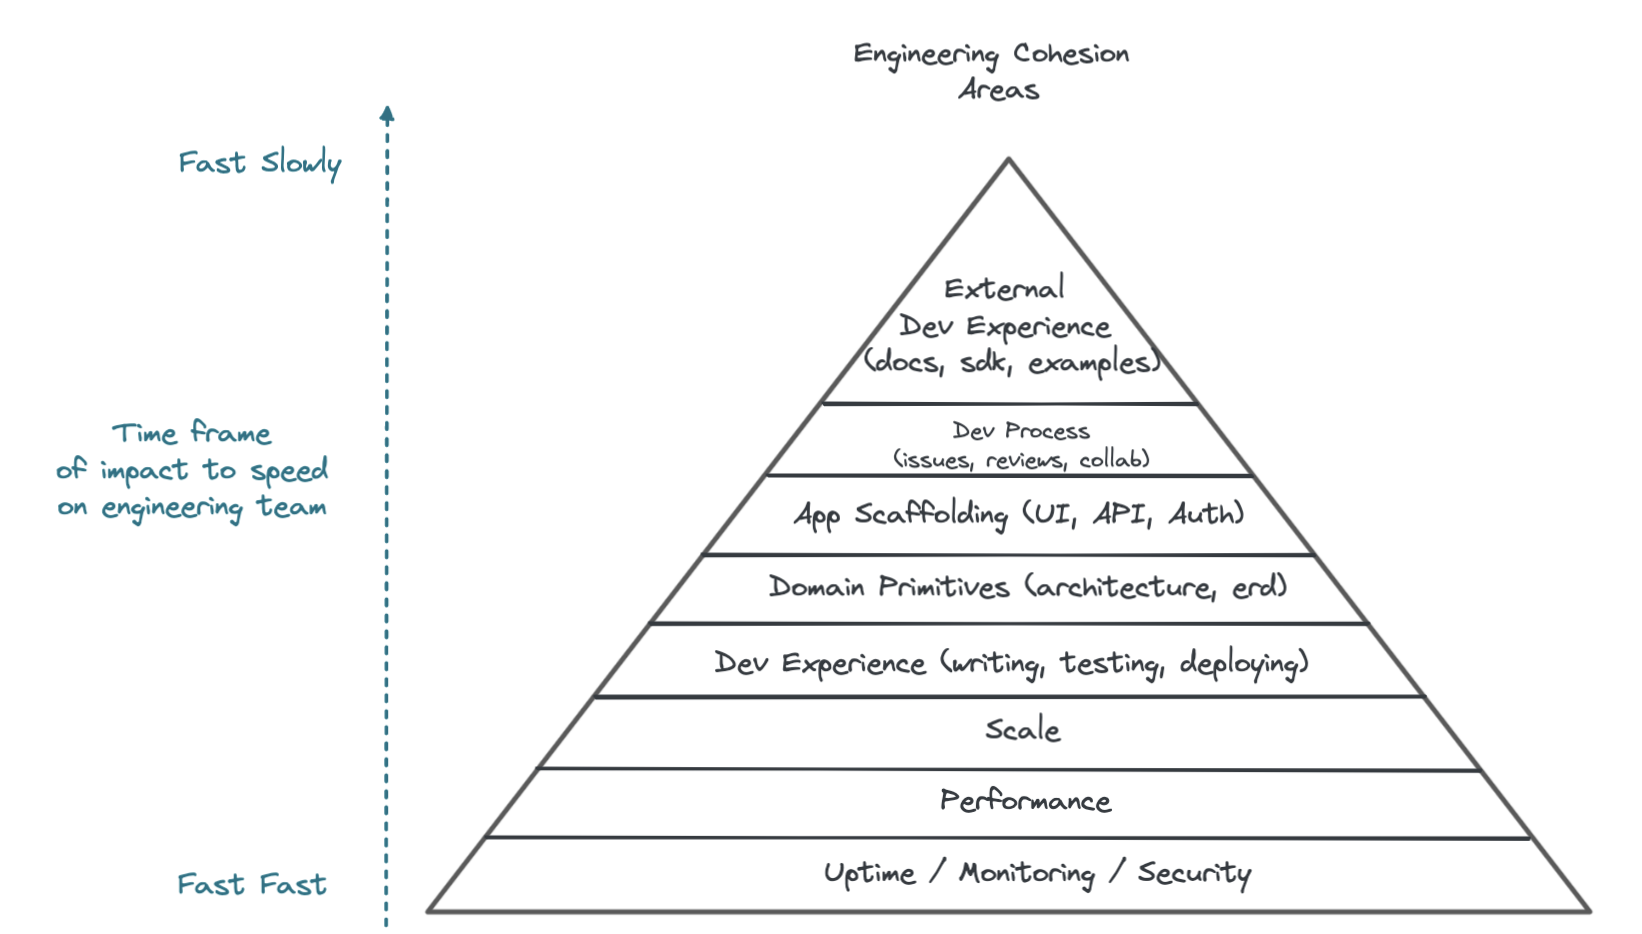 Engineering Cohesion
Areas
Fast Slowly
External
Dev Experience
(docs, sdk, examples)
Time frame
of impact to speed
on engineering team
Dev Process
(issues, reviews, collab)
App Scaffolding (UI, API, Auth)
Domain Primitives (architecture, erd)
Dev Experience (writing, testing, deploying)
Scale
Performance
Uptime / Monitoring / Security
Fast Fast